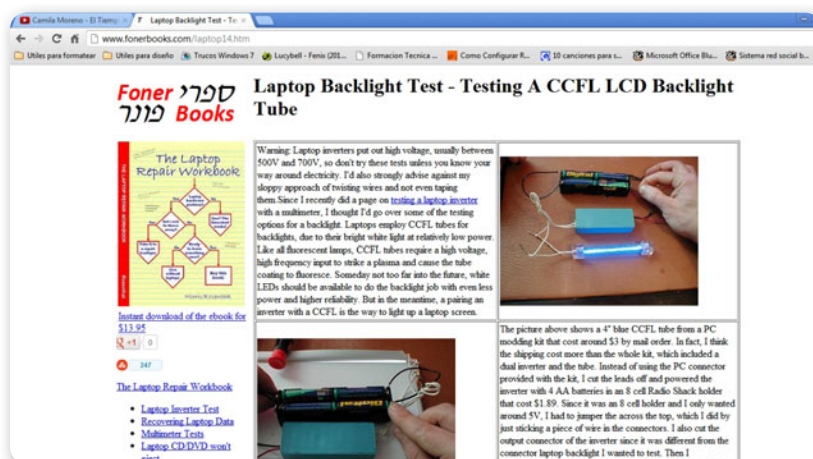 Camila Moreno - El Tiemp
Laptop Backlight Test - Te
www.fonerbooks.com/laptop14.htm
Utiles para formatear
Utiles para diseño
Trucos Windows 7
Lucybell - Fenix (201...
Formacion Tecnica ...
Como Configurar R...
10 canciones para s...
Microsoft Office Blu...
Sistema red social b...
Foner ספרי
פונר Books
The Laptop
Repair Workbook
Instant download of the ebook for
$13.95
+1 0
247
The Laptop Repair Workbook
Laptop Inverter Test
Recovering Laptop Data
Multimeter Tests
Laptop CD/DVD won't
eject
Laptop Backlight Test - Testing A CCFL LCD Backlight
Tube
Warning: Laptop inverters put out high voltage, usually between
500V and 700V, so don't try these tests unless you know your
way around electricity. I'd also strongly advise against my
sloppy approach of twisting wires and not even taping
them.Since I recently did a page on testing a laptop inverter
with a multimeter, I thought I'd go over some of the testing
options for a backlight. Laptops employ CCFL tubes for
backlights, due to their bright white light at relatively low power.
Like all fluorescent lamps, CCFL tubes require a high voltage,
high frequency input to strike a plasma and cause the tube
coating to fluoresce. Someday not too far into the future, white
LEDs should be available to do the backlight job with even less
power and higher reliability. But in the meantime, a pairing an
inverter with a CCFL is the way to light up a laptop screen.
The picture above shows a 4" blue CCFL tube from a PC
modding kit that cost around $3 by mail order. In fact, I think
the shipping cost more than the whole kit, which included a
dual inverter and the tube. Instead of using the PC connector
provided with the kit, I cut the leads off and powered the
inverter with 4 AA batteries in an 8 cell Radio Shack holder
that cost $1.89. Since it was an 8 cell holder and I only wanted
around 5V, I had to jumper the across the top, which I did by
just sticking a piece of wire in the connectors. I also cut the
output connector of the inverter since it was different from the
connector laptop backlight I wanted to test. Then I